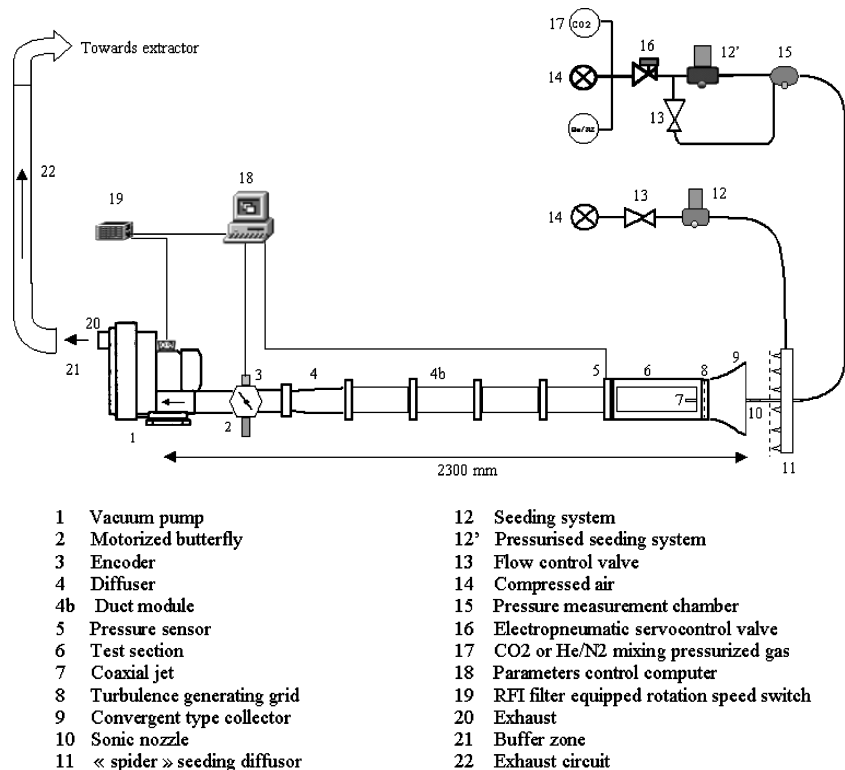 Towards extractor
17
CO2
16
12'
15
14
13
He/N2
22
18
19
13
12
14
20
21
3
4
4b
5
6
8
9
7
2
10
1
2300 mm
11
1 Vacuum pump
2 Motorized butterfly
3 Encoder
4 Diffuser
4b Duct module
5 Pressure sensor
6 Test section
7 Coaxial jet
8 Turbulence generating grid
9 Convergent type collector
10 Sonic nozzle
11 « spider » seeding diffusor
12 Seeding system
12’ Pressurised seeding system
13 Flow control valve
14 Compressed air
15 Pressure measurement chamber
16 Electropneumatic servocontrol valve
17 CO2 or He/N2 mixing pressurized gas
18 Parameters control computer
19 RFI filter equipped rotation speed switch
20 Exhaust
21 Buffer zone
22 Exhaust circuit